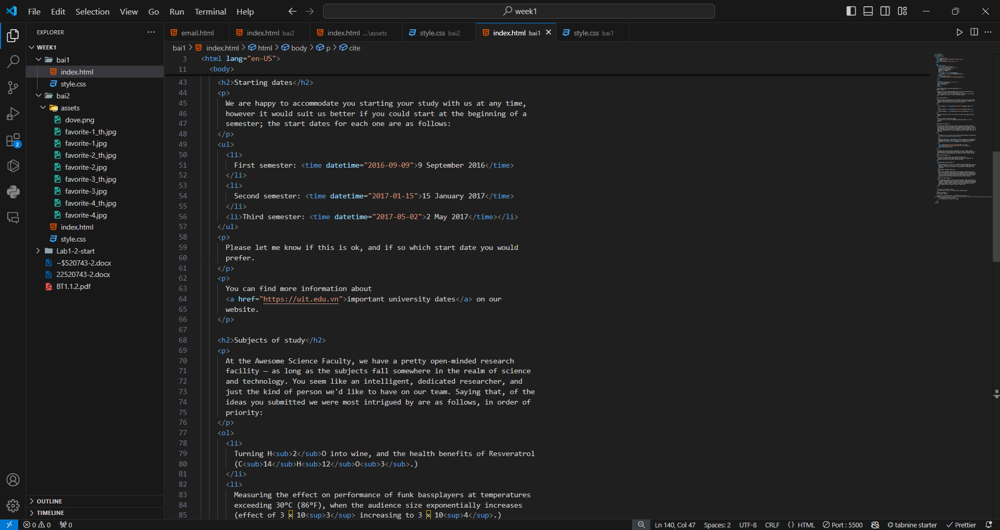 File Edit Selection View Go Run Terminal Help
week1
EXPLORER
WEEK1
bai1
index.html
style.css
bai2
assets
dove.png
favorite-1_th.jpg
favorite-1.jpg
favorite-2_th.jpg
favorite-2.jpg
favorite-3_th.jpg
favorite-3.jpg
favorite-4_th.jpg
favorite-4.jpg
index.html
style.css
Lab1-2-start
~$520743-2.docx
22520743-2.docx
BT1.1.2.pdf
OUTLINE
TIMELINE
2
email.html
index.html bai2
index.html ...\assets
style.css bai2
index.html bai1
style.css bai1
bai1 > index.html > html > body > p > cite
3 <html lang="en-US">
11 <body>
43 <h2>Starting dates</h2>
44 <p>
45 We are happy to accommodate you starting your study with us at any time,
46 however it would suit us better if you could start at the beginning of a
47 semester; the start dates for each one are as follows:
48 </p>
49 <ul>
50 <li>
51 First semester: <time datetime="2016-09-09">9 September 2016</time>
52 </li>
53 <li>
54 Second semester: <time datetime="2017-01-15">15 January 2017</time>
55 </li>
56 <li>Third semester: <time datetime="2017-05-02">2 May 2017</time></li>
57 </ul>
58 <p>
59 Please let me know if this is ok, and if so which start date you would
60 prefer.
61 </p>
62 <p>
63 You can find more information about
64 <a href="https://uit.edu.vn">important university dates</a> on our
65 website.
66 </p>
67
68 <h2>Subjects of study</h2>
69 <p>
70 At the Awesome Science Faculty, we have a pretty open-minded research
71 facility — as long as the subjects fall somewhere in the realm of science
72 and technology. You seem like an intelligent, dedicated researcher, and
73 just the kind of person we'd like to have on our team. Saying that, of the
74 ideas you submitted we were most intrigued by are as follows, in order of
75 priority:
76 </p>
77 <ol>
78 <li>
79 Turning H<sub>2</sub>O into wine, and the health benefits of Resveratrol
80 (C<sub>14</sub>H<sub>12</sub>O<sub>3</sub>.)
81 </li>
82 <li>
83 Measuring the effect on performance of funk bassplayers at temperatures
84 exceeding 30°C (86°F), when the audience size exponentially increases
85 (effect of 3 × 10<sup>3</sup> increasing to 3 × 10<sup>4</sup>.)
0 0 0
Ln 140, Col 47 Spaces: 2 UTF-8 CRLF {} HTML Port : 5500 tabnine starter Prettier